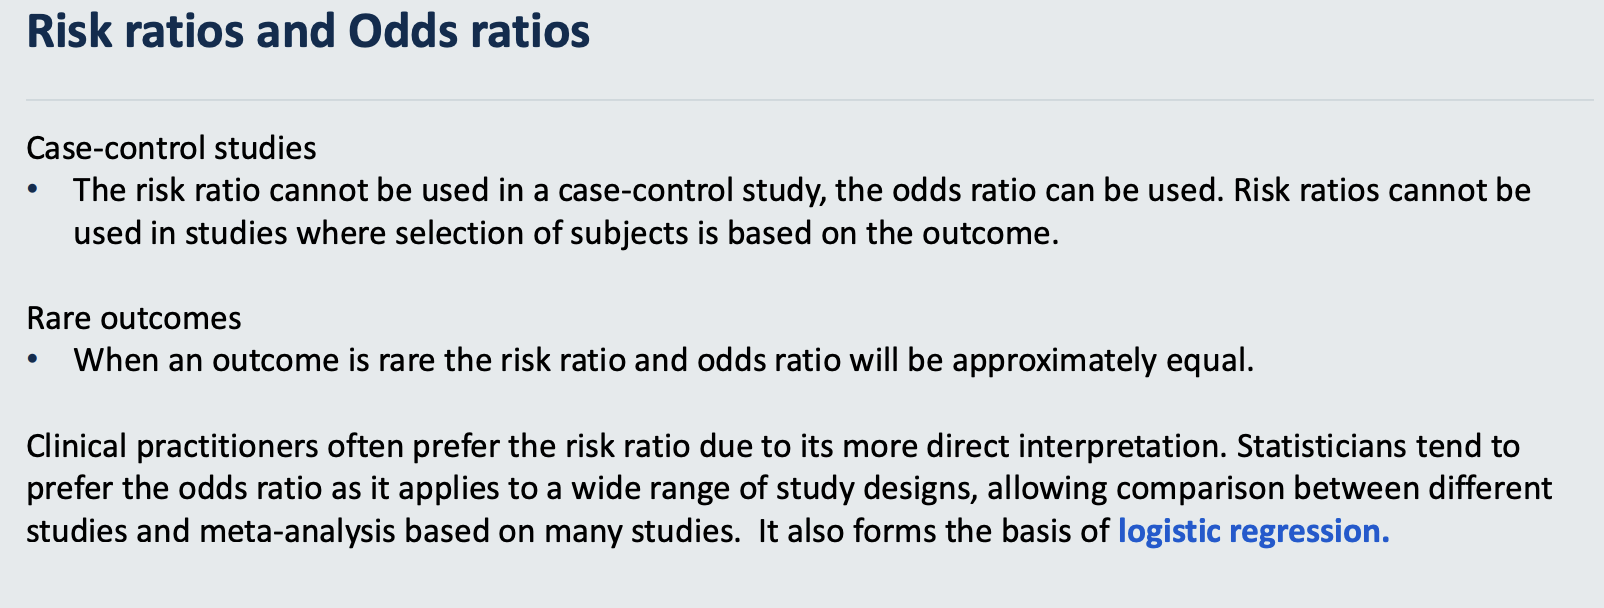 Risk ratios and Odds ratios
Case-control studies
• The risk ratio cannot be used in a case-control study, the odds ratio can be used. Risk ratios cannot be
used in studies where selection of subjects is based on the outcome.
Rare outcomes
• When an outcome is rare the risk ratio and odds ratio will be approximately equal.
Clinical practitioners often prefer the risk ratio due to its more direct interpretation. Statisticians tend to
prefer the odds ratio as it applies to a wide range of study designs, allowing comparison between different
studies and meta-analysis based on many studies.  It also forms the basis of logistic regression.